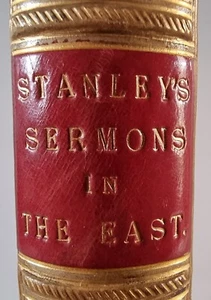 STANLEY'S
SERMONS
IN
THE EAST.